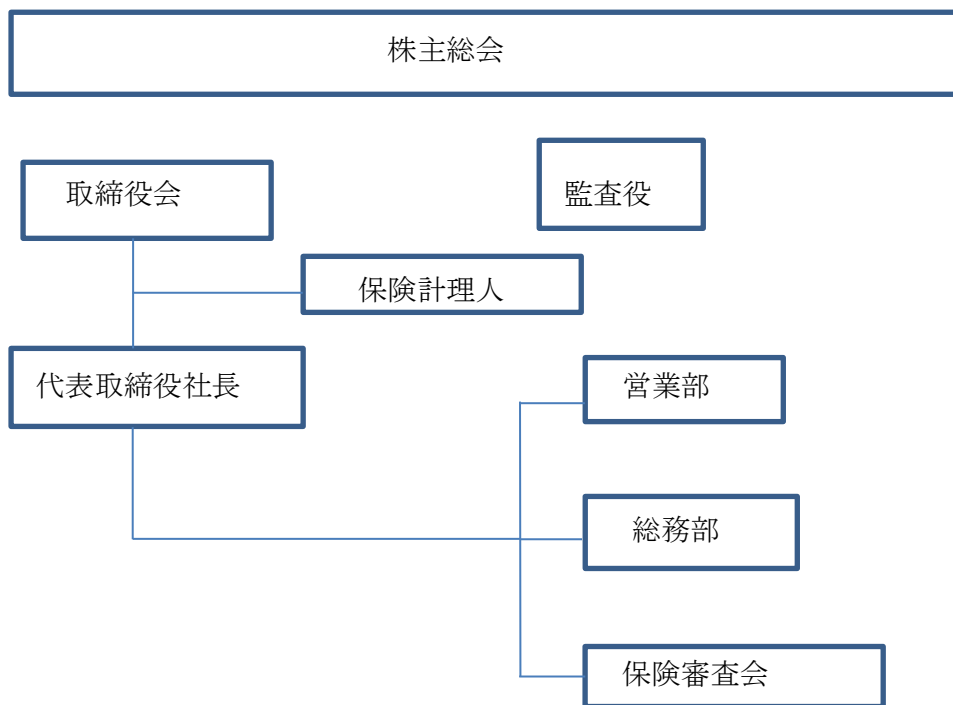 株主総会
取締役会
監査役
保険計理人
代表取締役社長
営業部
総務部
保険審査会